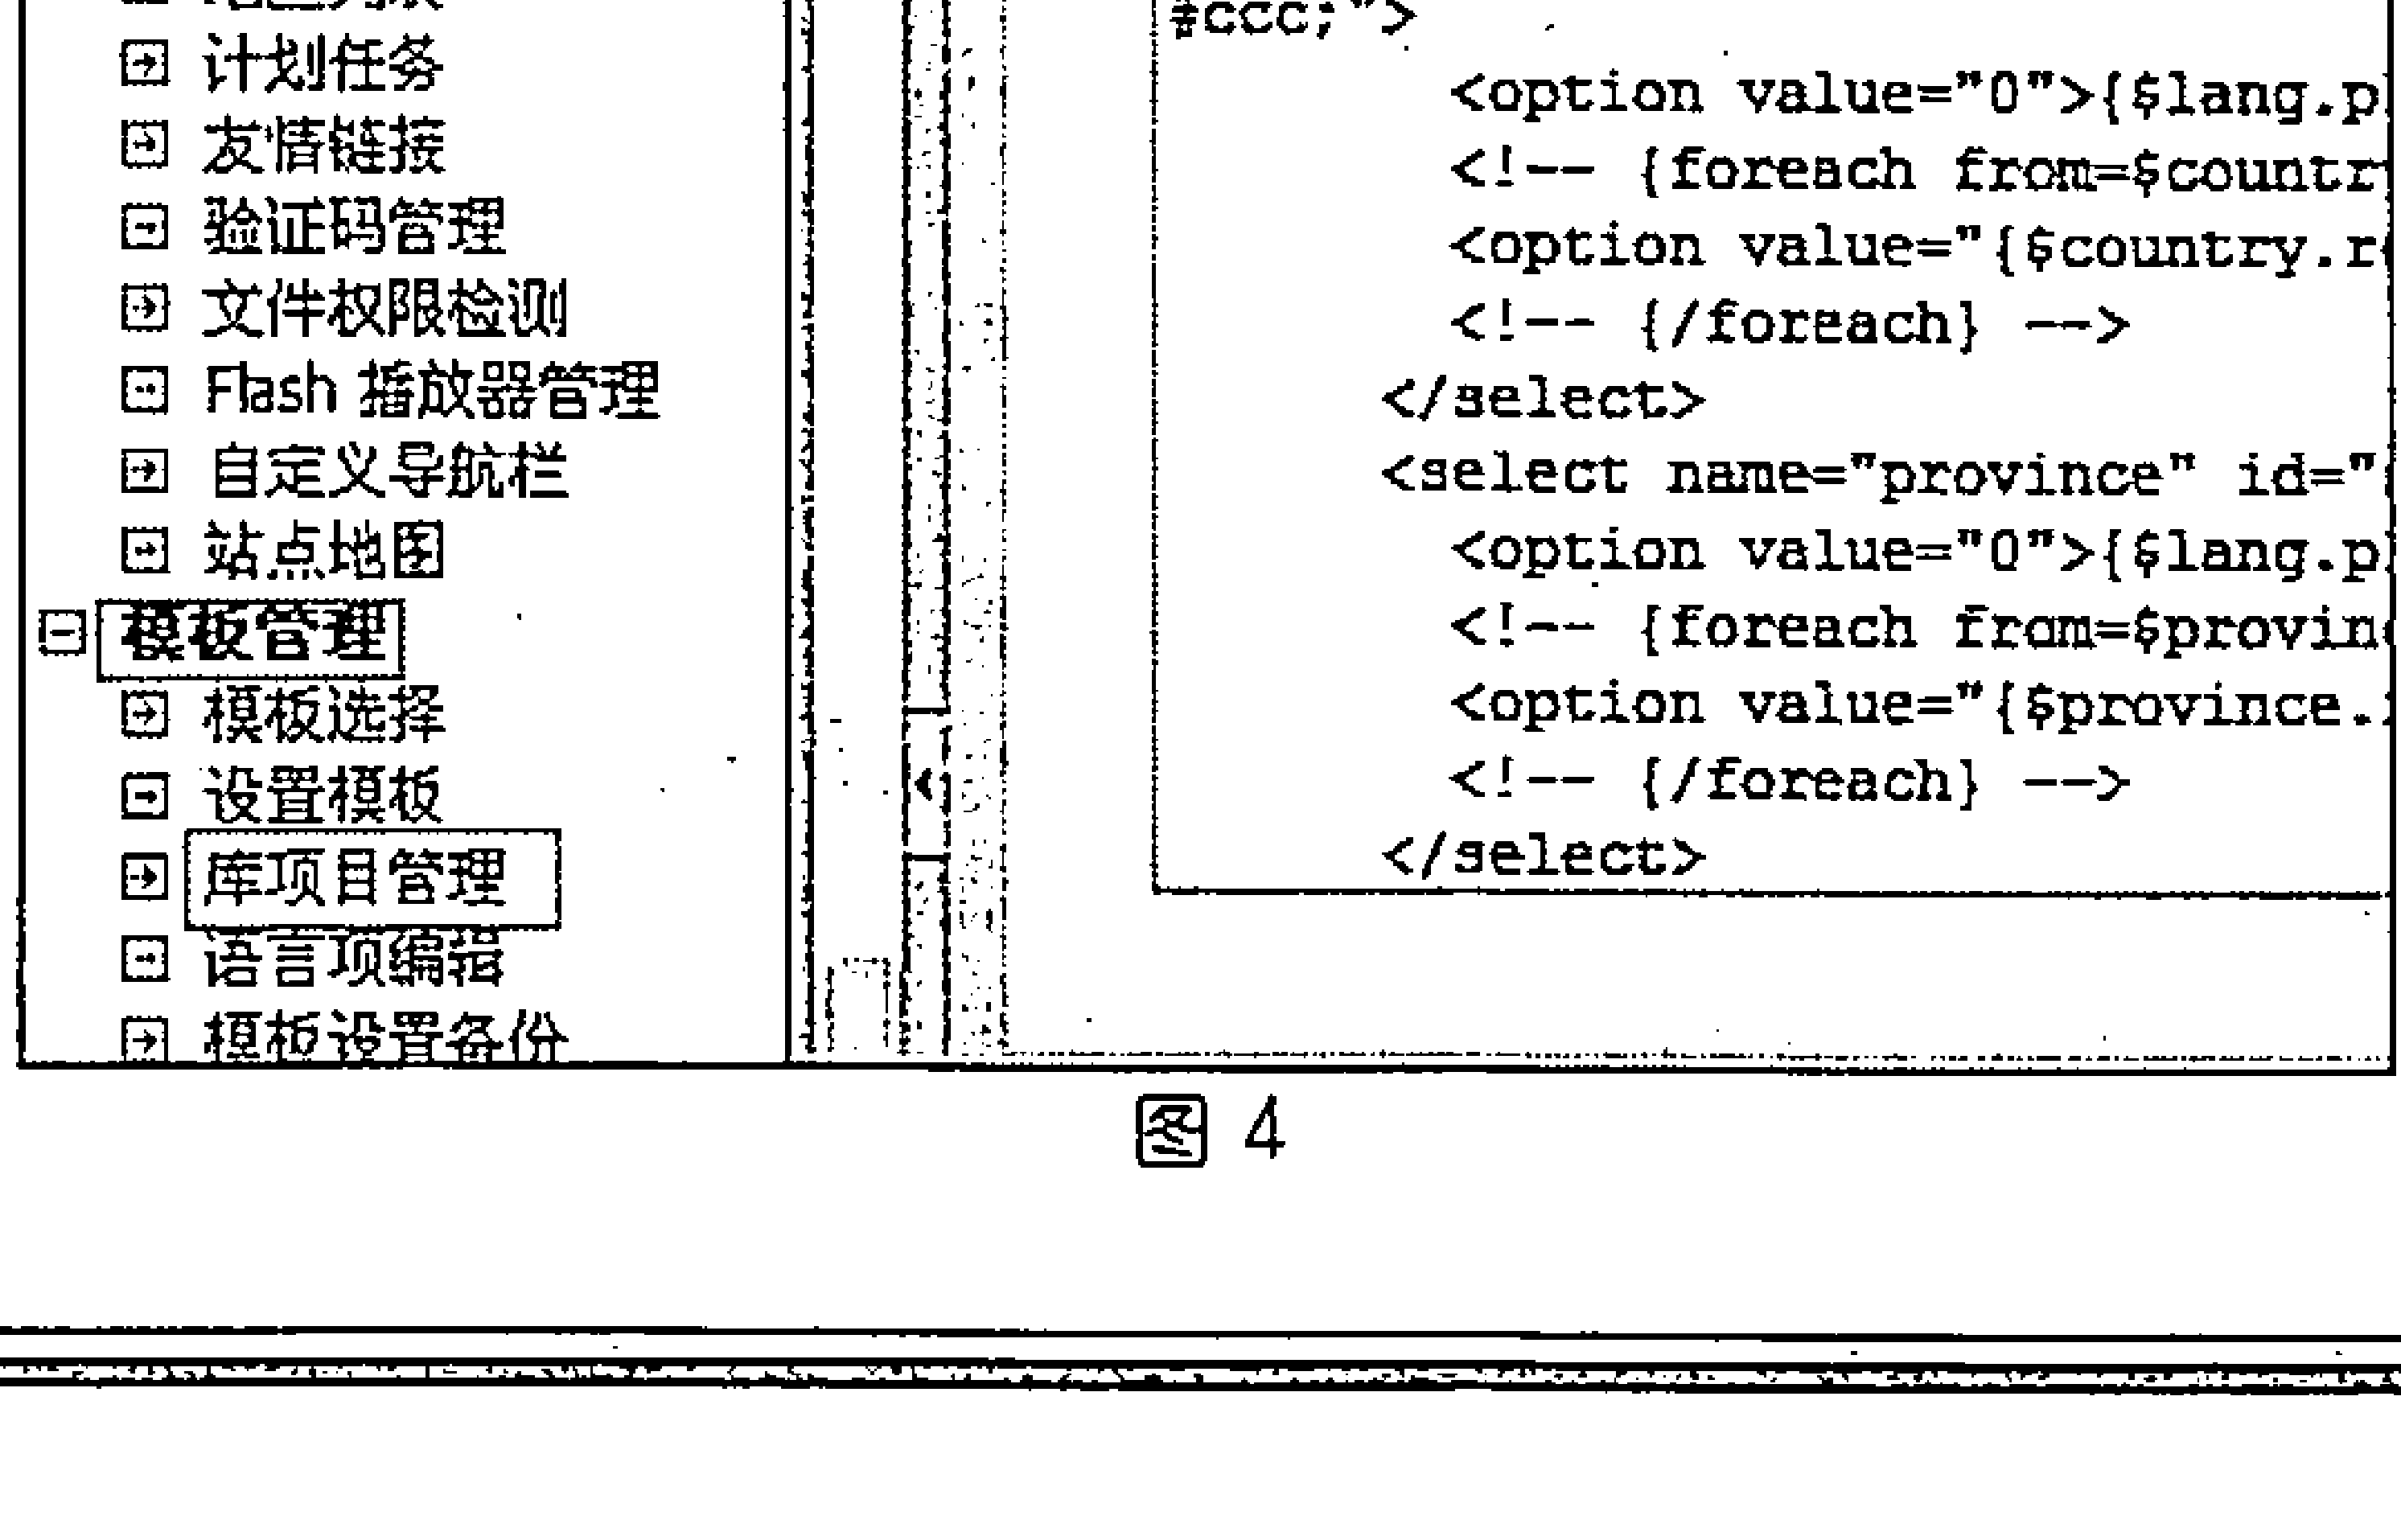 计划任务
友情链接
验证码管理
文件权限检测
Flash 播放器管理
自定义导航栏
站点地图
模板管理
模板选择
设置模板
库项目管理
语言项编辑
模板设置备份
#ccc;">
<option value="0">{$lang.p
<!-- {foreach from=$countr
<option value="{$country.r
<!-- {/foreach} -->
</select>
<select name="province" id="
<option value="0">{$lang.p
<!-- {foreach from=$provin
<option value="{$province.
<!-- {/foreach} -->
</select>
图 4